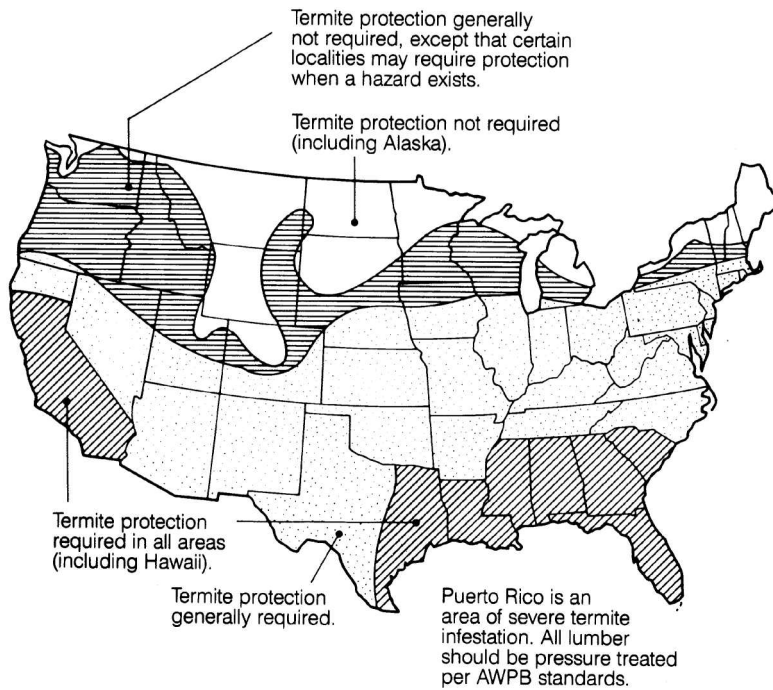 Termite protection generally
not required, except that certain
localities may require protection
when a hazard exists.
Termite protection not required
(including Alaska).
Termite protection
required in all areas
(including Hawaii).
Termite protection
generally required.
Puerto Rico is an
area of severe termite
infestation. All lumber
should be pressure treated
per AWPB standards.